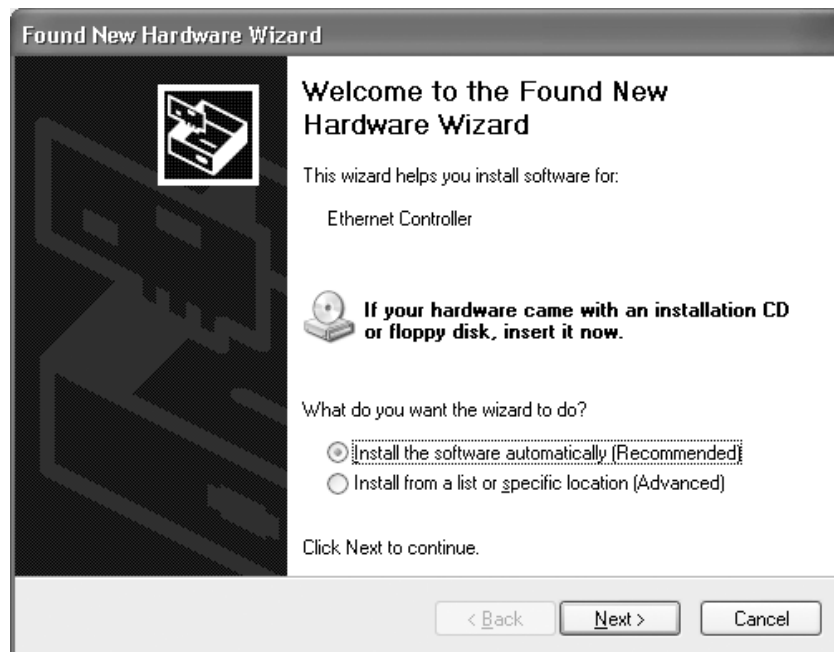 Found New Hardware Wizard
Welcome to the Found New
Hardware Wizard
This wizard helps you install software for:
Ethernet Controller
If your hardware came with an installation CD
or floppy disk, insert it now.
What do you want the wizard to do?
Install the software automatically (Recommended)
Install from a list or specific location (Advanced)
Click Next to continue.
< Back Next > Cancel